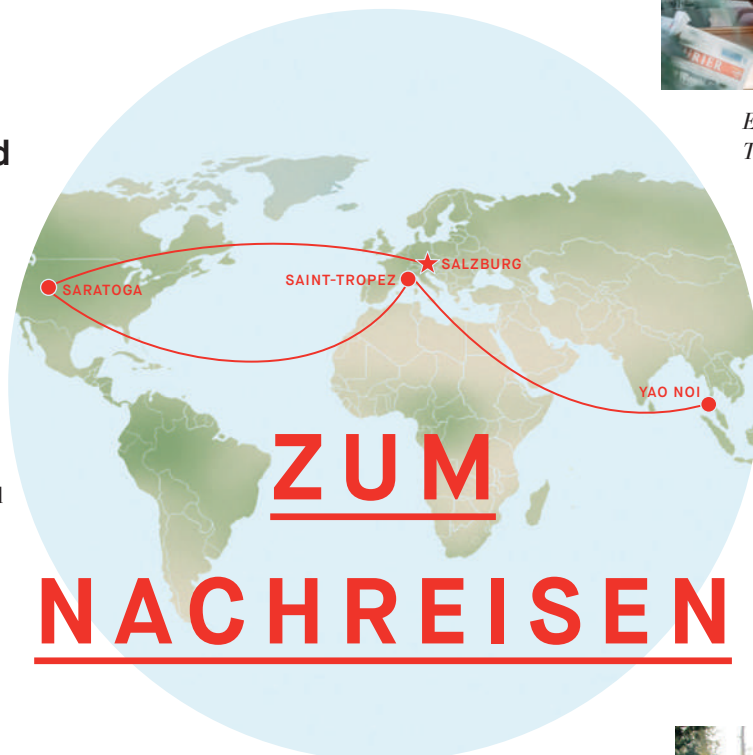 SALZBURG
SARATOGA
SAINT-TROPEZ
YAO NOI
ZUM
NACHREISEN